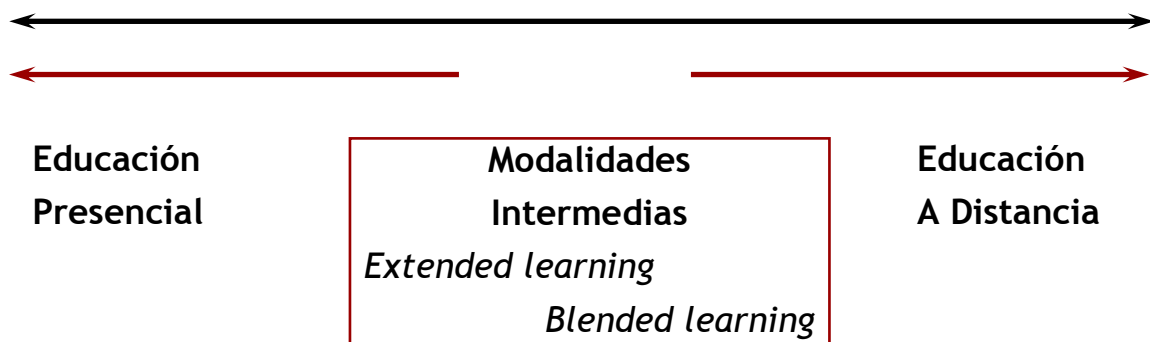 Educación
Presencial
Modalidades
Intermedias
Extended learning
Blended learning
Educación
A Distancia